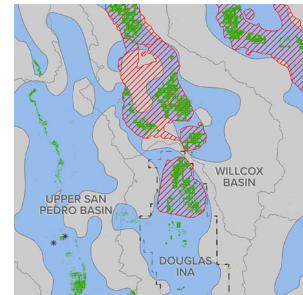 WILLCOX
BASIN
UPPER SAN
PEDRO BASIN
DOUGLAS
INA